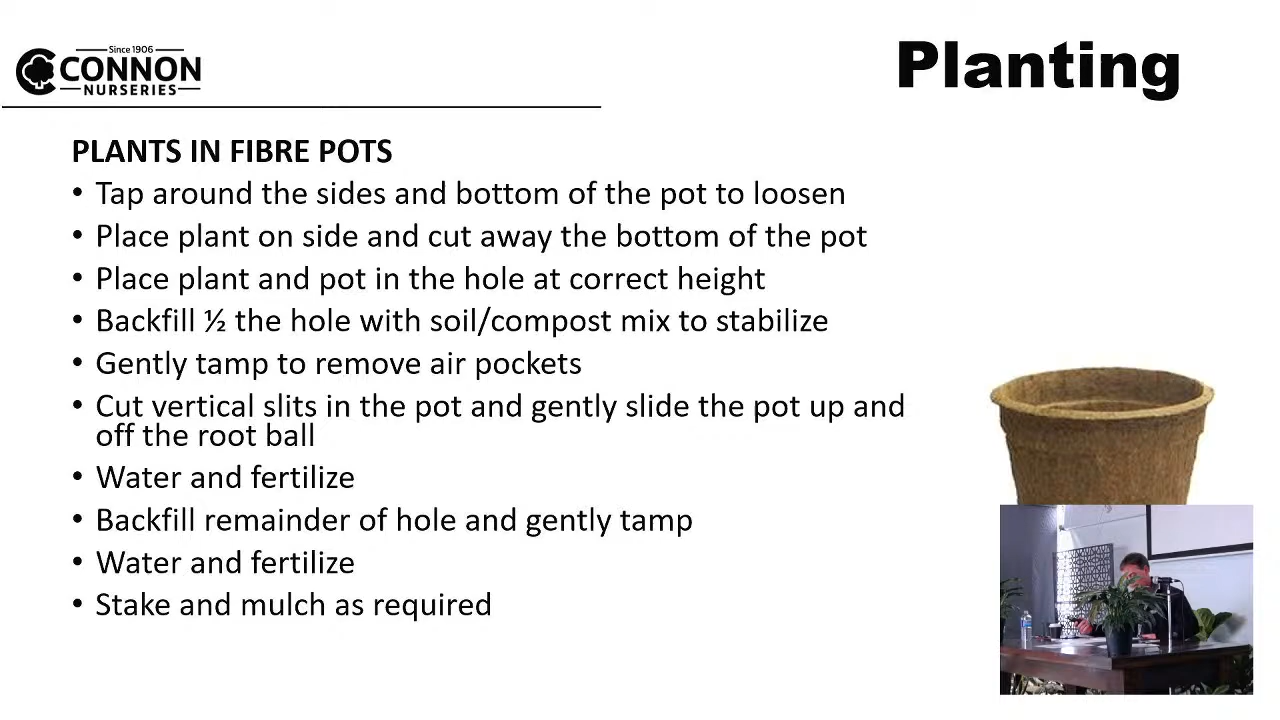 Since 1906
CONNON
NURSERIES
Planting
PLANTS IN FIBRE POTS
• Tap around the sides and bottom of the pot to loosen
• Place plant on side and cut away the bottom of the pot
• Place plant and pot in the hole at correct height
• Backfill ½ the hole with soil/compost mix to stabilize
• Gently tamp to remove air pockets
• Cut vertical slits in the pot and gently slide the pot up and
off the root ball
• Water and fertilize
• Backfill remainder of hole and gently tamp
• Water and fertilize
• Stake and mulch as required